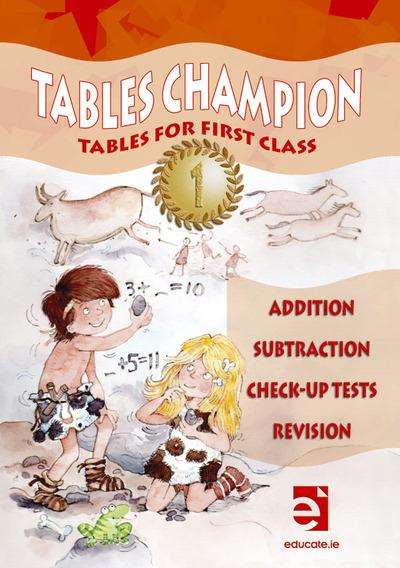 TABLES CHAMPION
TABLES FOR FIRST CLASS
1
3+_=10
_+5=11
ADDITION
SUBTRACTION
CHECK-UP TESTS
REVISION
e
educate.ie